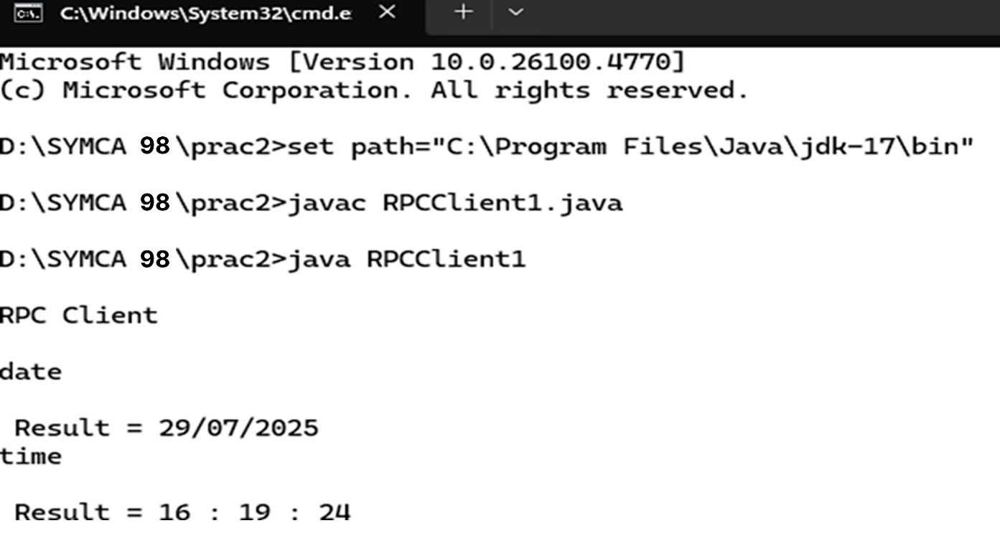 C:\Windows\System32\cmd.e
Microsoft Windows [Version 10.0.26100.4770]
(c) Microsoft Corporation. All rights reserved.
D:\SYMCA 98\prac2>set path="C:\Program Files\Java\jdk-17\bin"
D:\SYMCA 98\prac2>javac RPCClient1.java
D:\SYMCA 98\prac2>java RPCClient1
RPC Client
date
Result = 29/07/2025
time
Result = 16 : 19 : 24